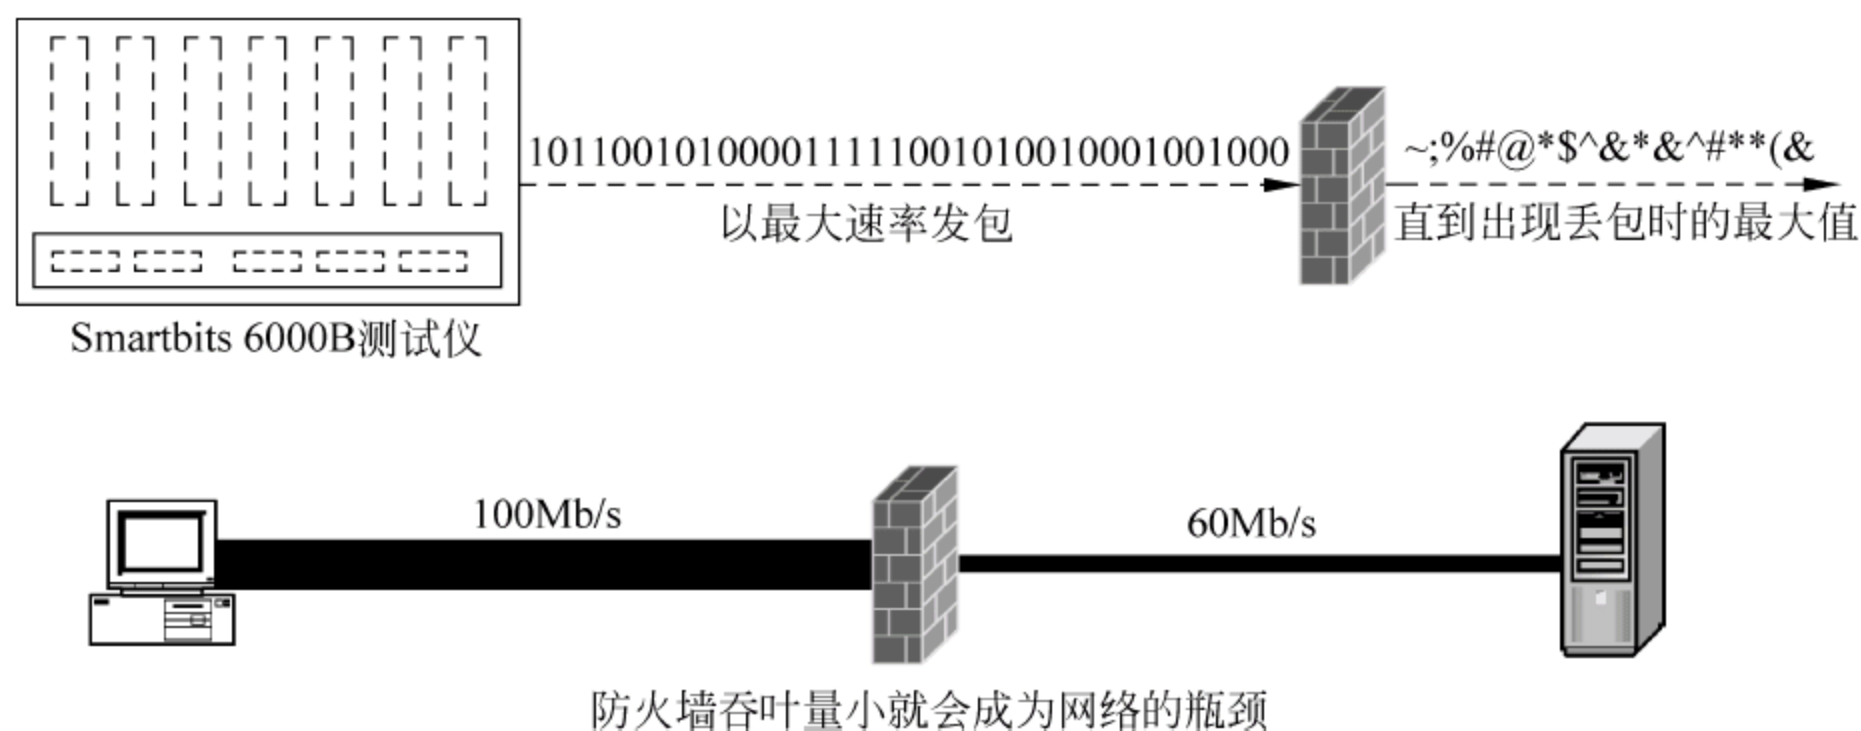 101100101000011111001010010001001000
~;%#@*$^&*&^#**(&
以最大速率发包
直到出现丢包时的最大值
Smartbits 6000B测试仪
100Mb/s
60Mb/s
防火墙吞吐量小就会成为网络的瓶颈